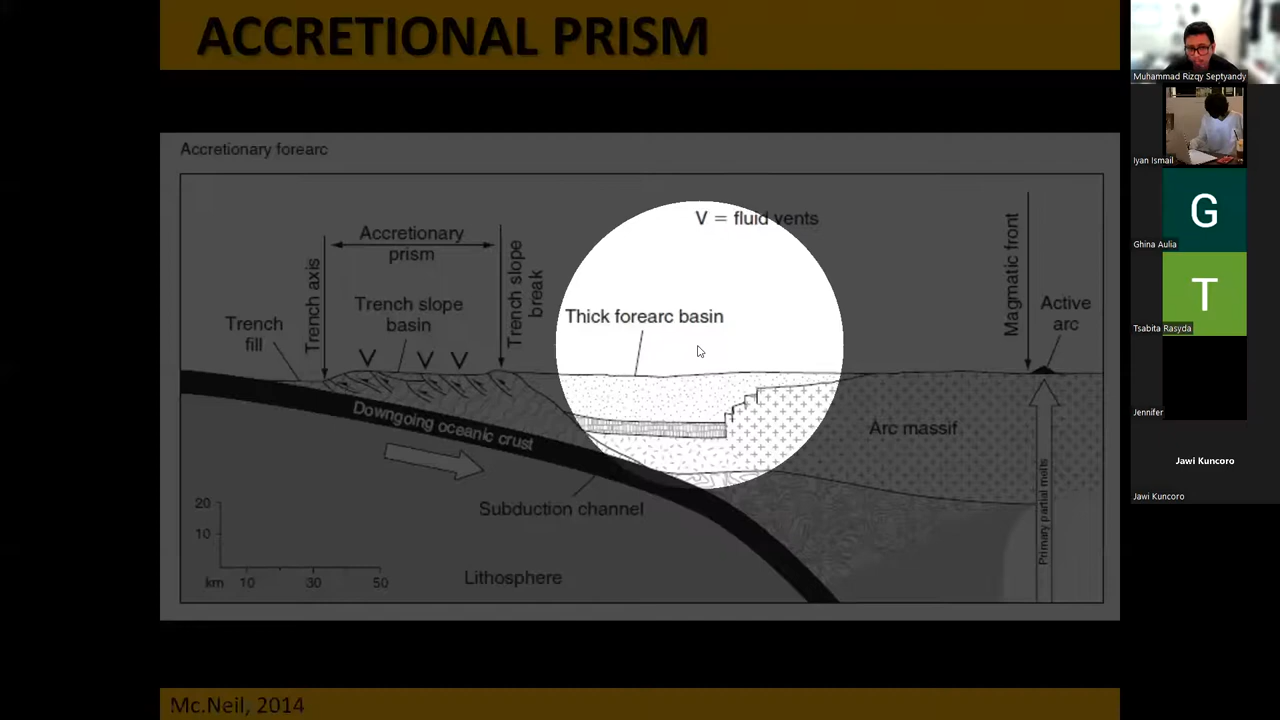 ACCRETIONAL PRISM
Accretionary forearc
V = fluid vents
Accretionary
prism
Trench axis
Trench slope
break
Magmatic front
Active
arc
Trench slope
basin
Trench
fill
Thick forearc basin
V V V
Downgoing oceanic crust
Arc massif
Subduction channel
Primary partial melts
20
10
km 10 30 50
Lithosphere
Mc.Neil, 2014
Muhammad Rizqy Septyandy
Iyan Ismail
G
Ghina Aulia
T
Tsabita Rasyda
Jennifer
Jawi Kuncoro
Jawi Kuncoro